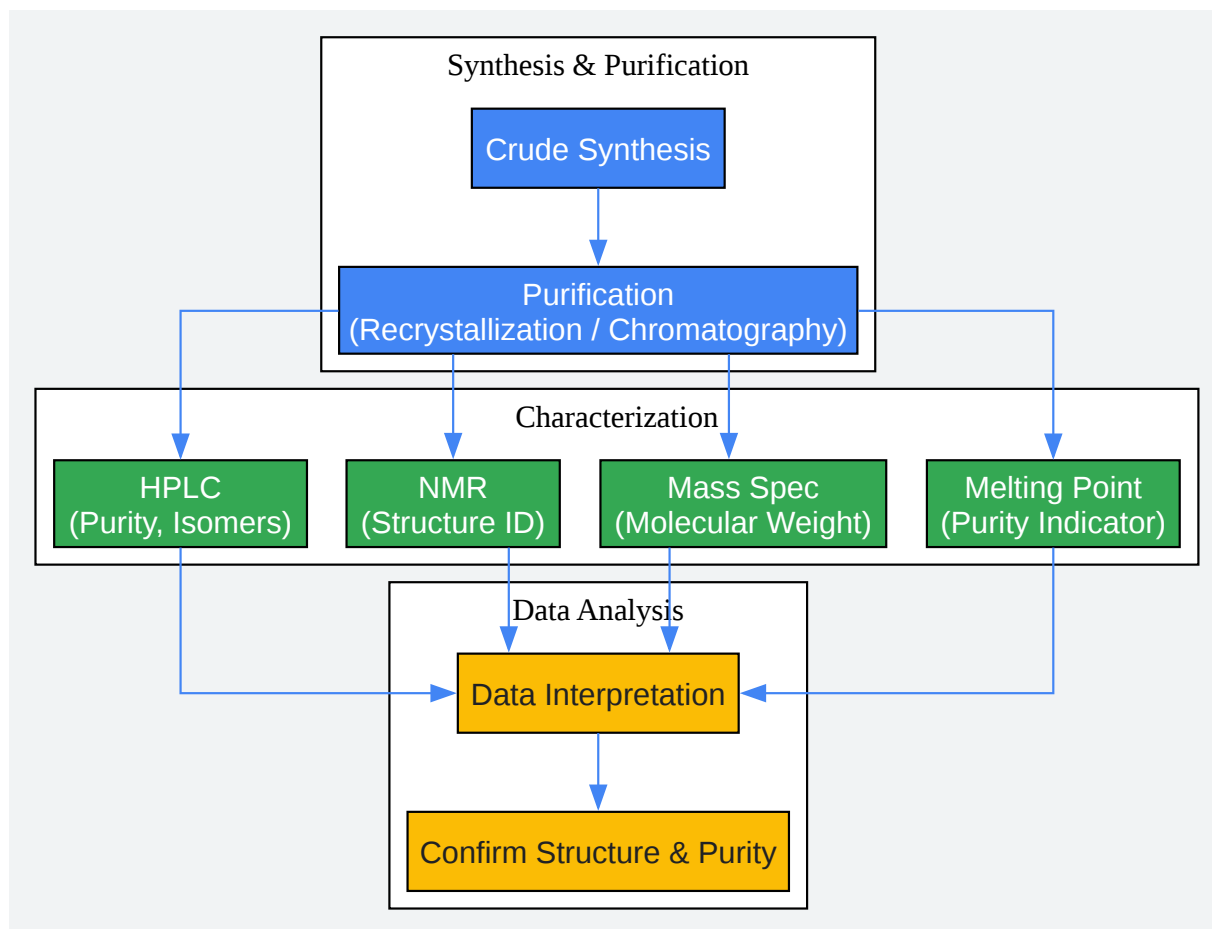 Synthesis & Purification
Crude Synthesis
Purification
(Recrystallization / Chromatography)
Characterization
HPLC
(Purity, Isomers)
NMR
(Structure ID)
Mass Spec
(Molecular Weight)
Melting Point
(Purity Indicator)
Data Analysis
Data Interpretation
Confirm Structure & Purity